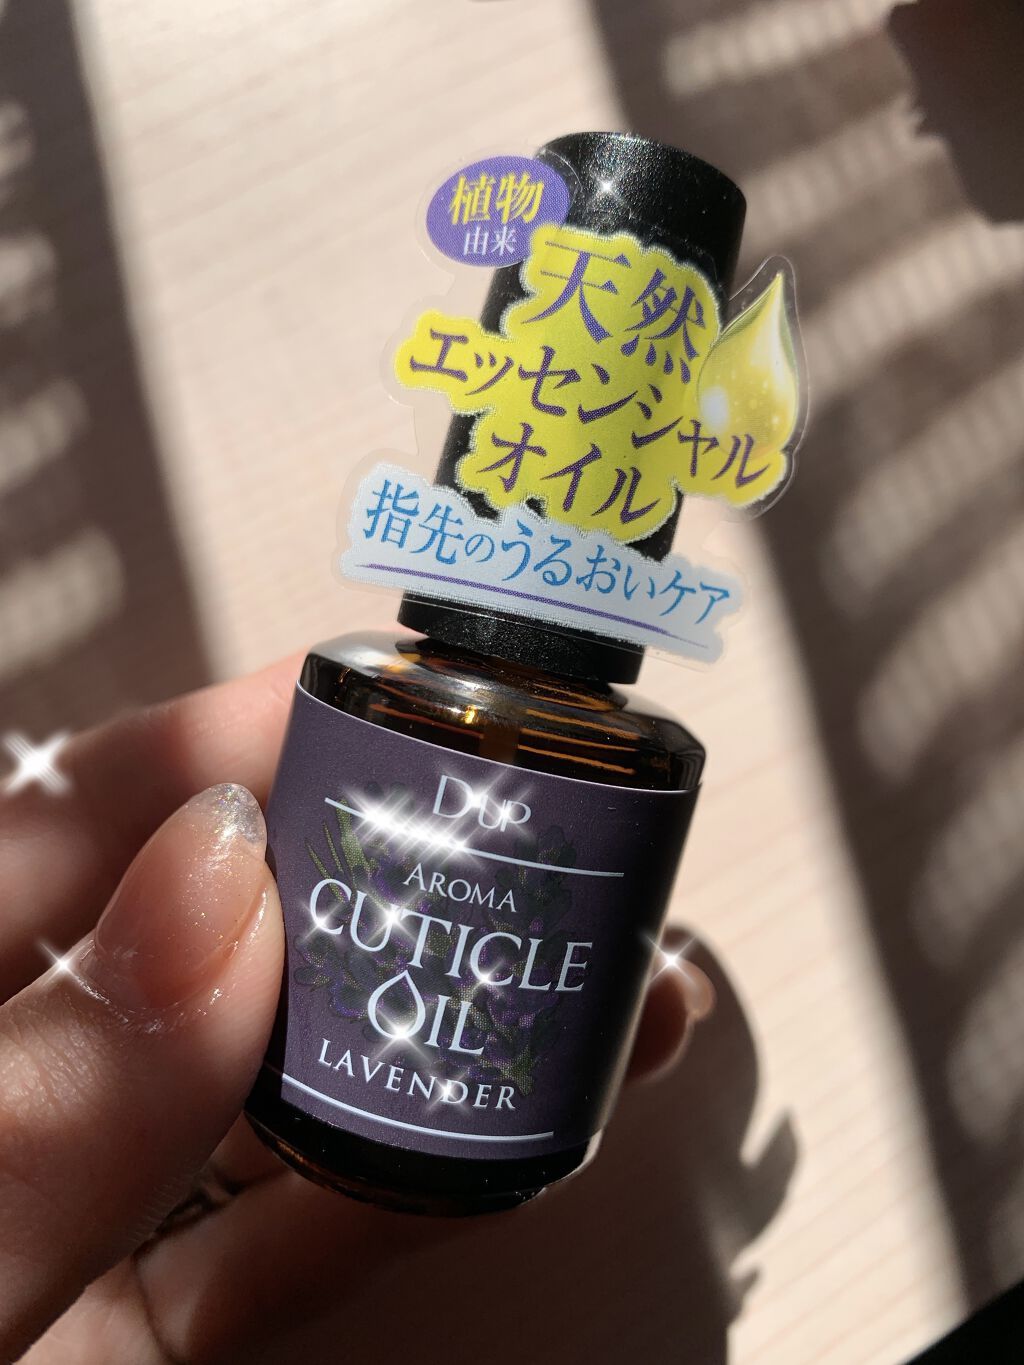 植物
由来
天然
エッセンシャル
オイル
指先のうるおいケア
D-UP
AROMA
CUTICLE
OIL
LAVENDER